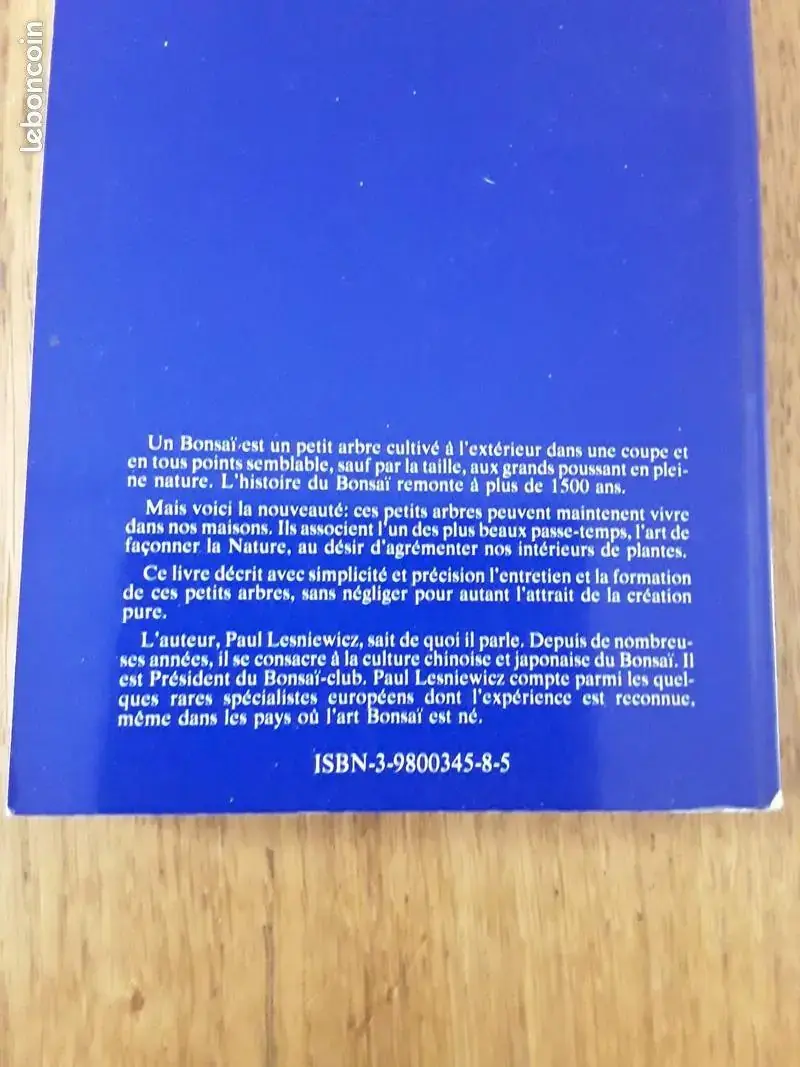 leboncoin
Un Bonsaï est un petit arbre cultivé à l'extérieur dans une coupe et
en tous points semblable, sauf par la taille, aux grands poussant en plei-
ne nature. L'histoire du Bonsaï remonte à plus de 1500 ans.
Mais voici la nouveauté: ces petits arbres peuvent maintenent vivre
dans nos maisons. Ils associent l'un des plus beaux passe-temps, l'art de
façonner la Nature, au désir d'agrémenter nos intérieurs de plantes.
Ce livre décrit avec simplicité et précision l'entretien et la formation
de ces petits arbres, sans négliger pour autant l'attrait de la création
pure.
L'auteur, Paul Lesniewicz, sait de quoi il parle. Depuis de nombreu-
ses années, il se consacre à la culture chinoise et japonaise du Bonsaï. Il
est Président du Bonsaï-club. Paul Lesniewicz compte parmi les quel-
ques rares spécialistes européens dont l'expérience est reconnue,
même dans les pays où l'art Bonsaï est né.
ISBN-3-9800345-8-5